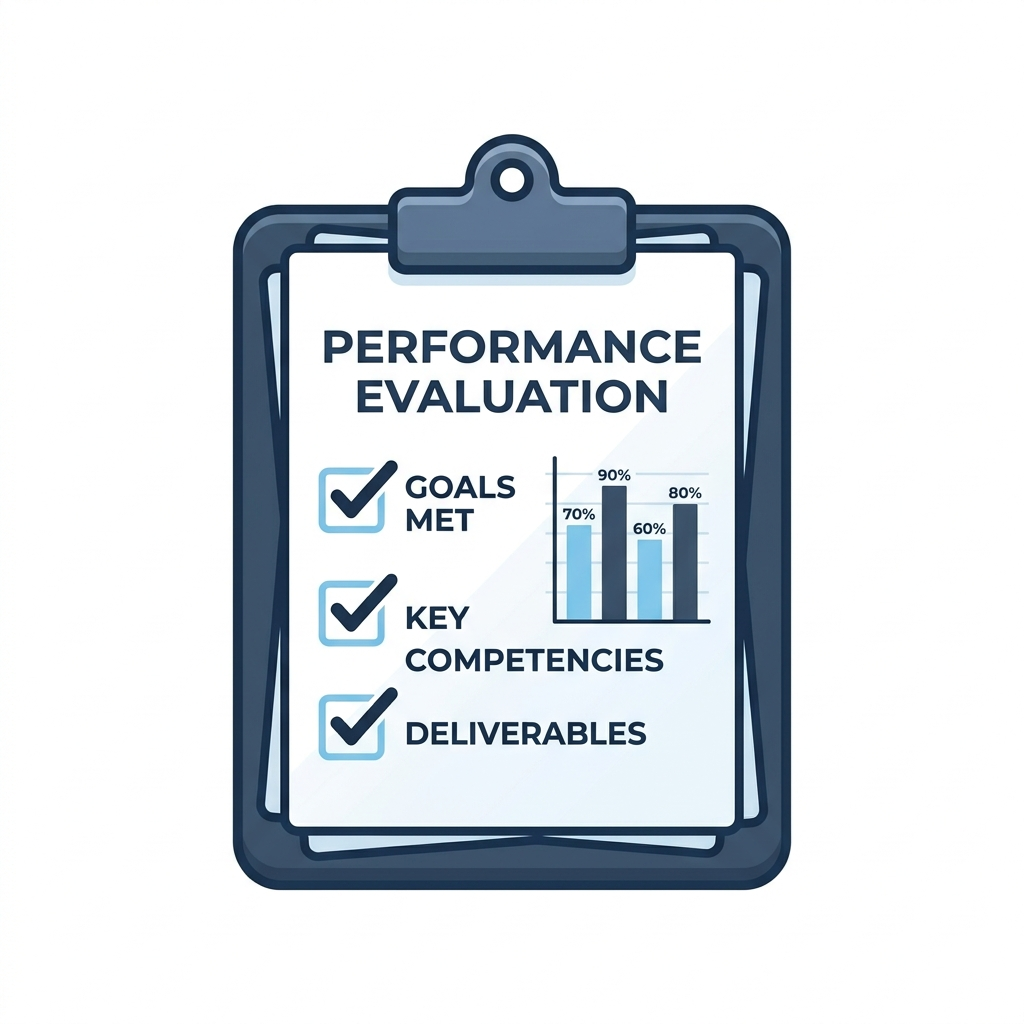 PERFORMANCE
EVALUATION
GOALS
MET
70%
90%
60%
80%
KEY
COMPETENCIES
DELIVERABLES